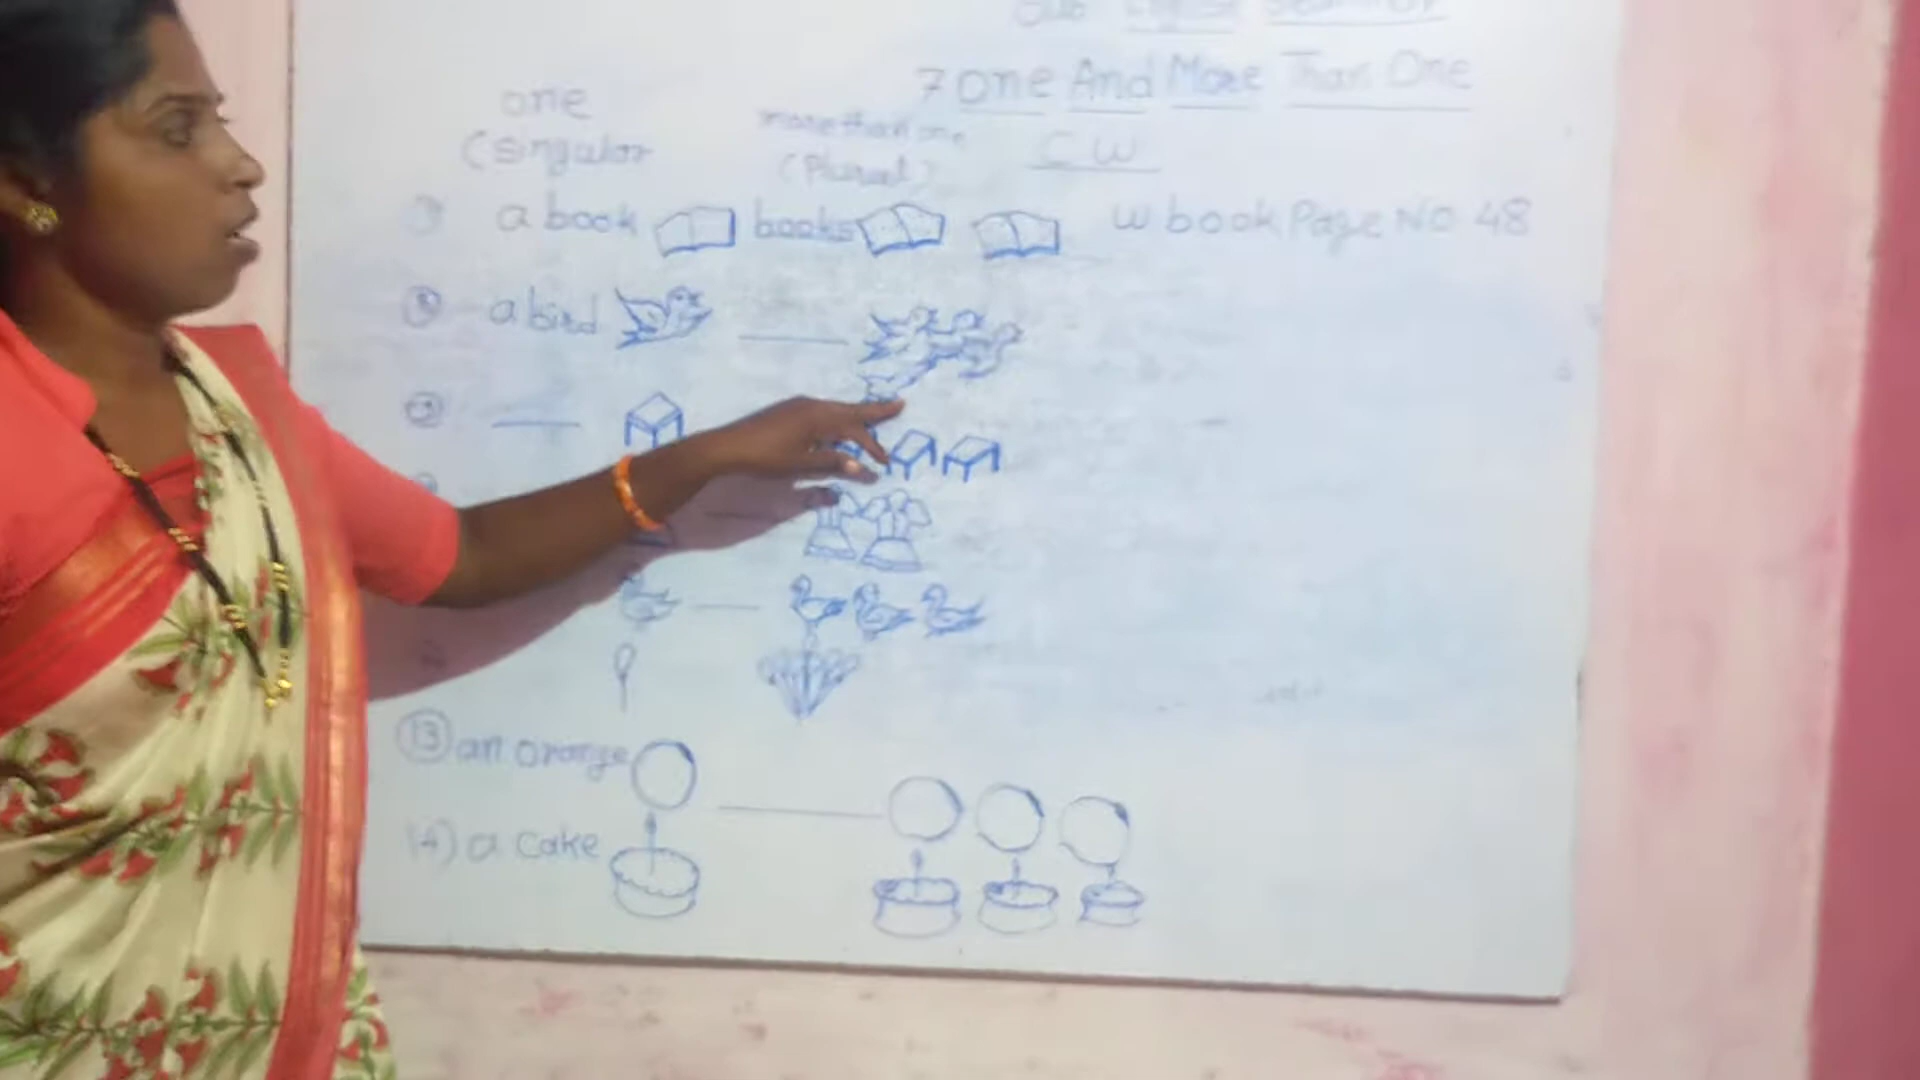 7 One And More Than One
one
more than one
(singular
(Plural)
C W
a book books W book Page No 48
a bird
13 an orange
14) a cake